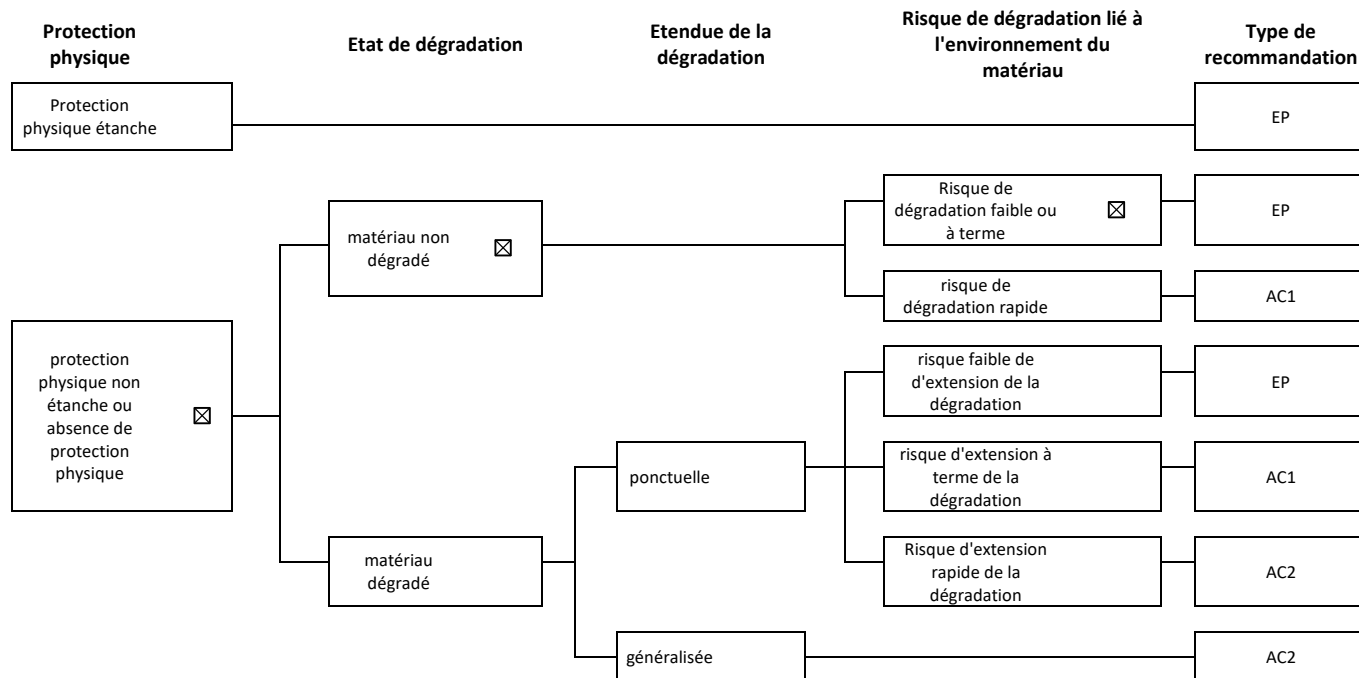 Protection
physique
Etat de dégradation
Etendue de la
dégradation
Risque de dégradation lié à
l'environnement du
matériau
Type de
recommandation
Protection
physique étanche
EP
matériau non
dégradé
Risque de
dégradation faible ou
à terme
EP
risque de
dégradation rapide
AC1
protection
physique non
étanche ou
absence de
protection
physique
risque faible de
d'extension de la
dégradation
EP
ponctuelle
risque d'extension à
terme de la
dégradation
AC1
matériau
dégradé
Risque d'extension
rapide de la
dégradation
AC2
généralisée
AC2